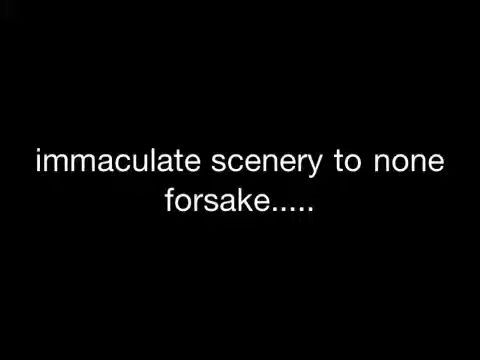 immaculate scenery to none
forsake.....